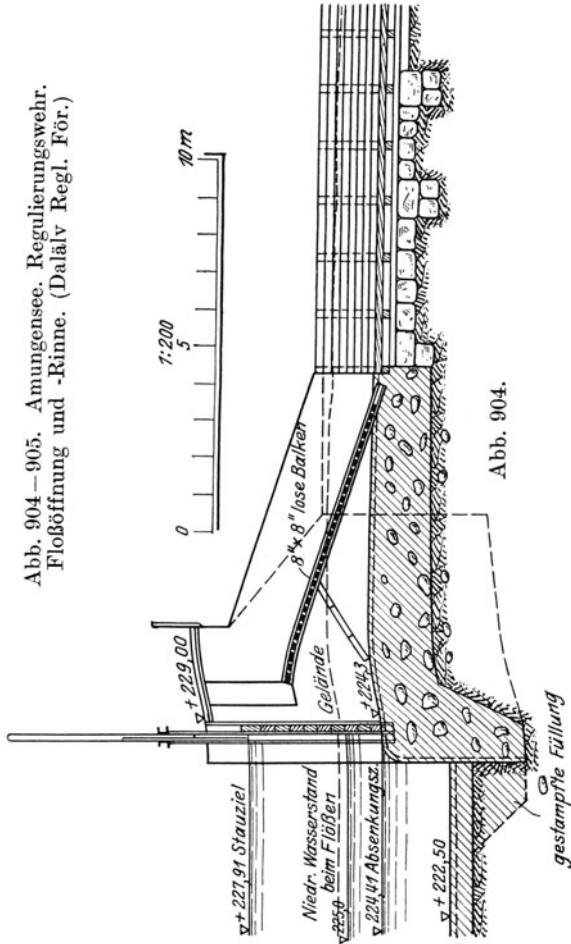 Abb. 904—905. Amungensee. Regulierungswehr.
Floßöffnung und -Rinne. (Dalälv Regl. För.)
1:200
0 5 10 m
+ 229,00
+ 227,91 Stauziel
Niedr. Wasserstand
beim Flößen
225,0
224,41 Absenkungsz.
+ 222,50
Gelände
+224,3
8"x 8" lose Balken
gestampfte Füllung
Abb. 904.